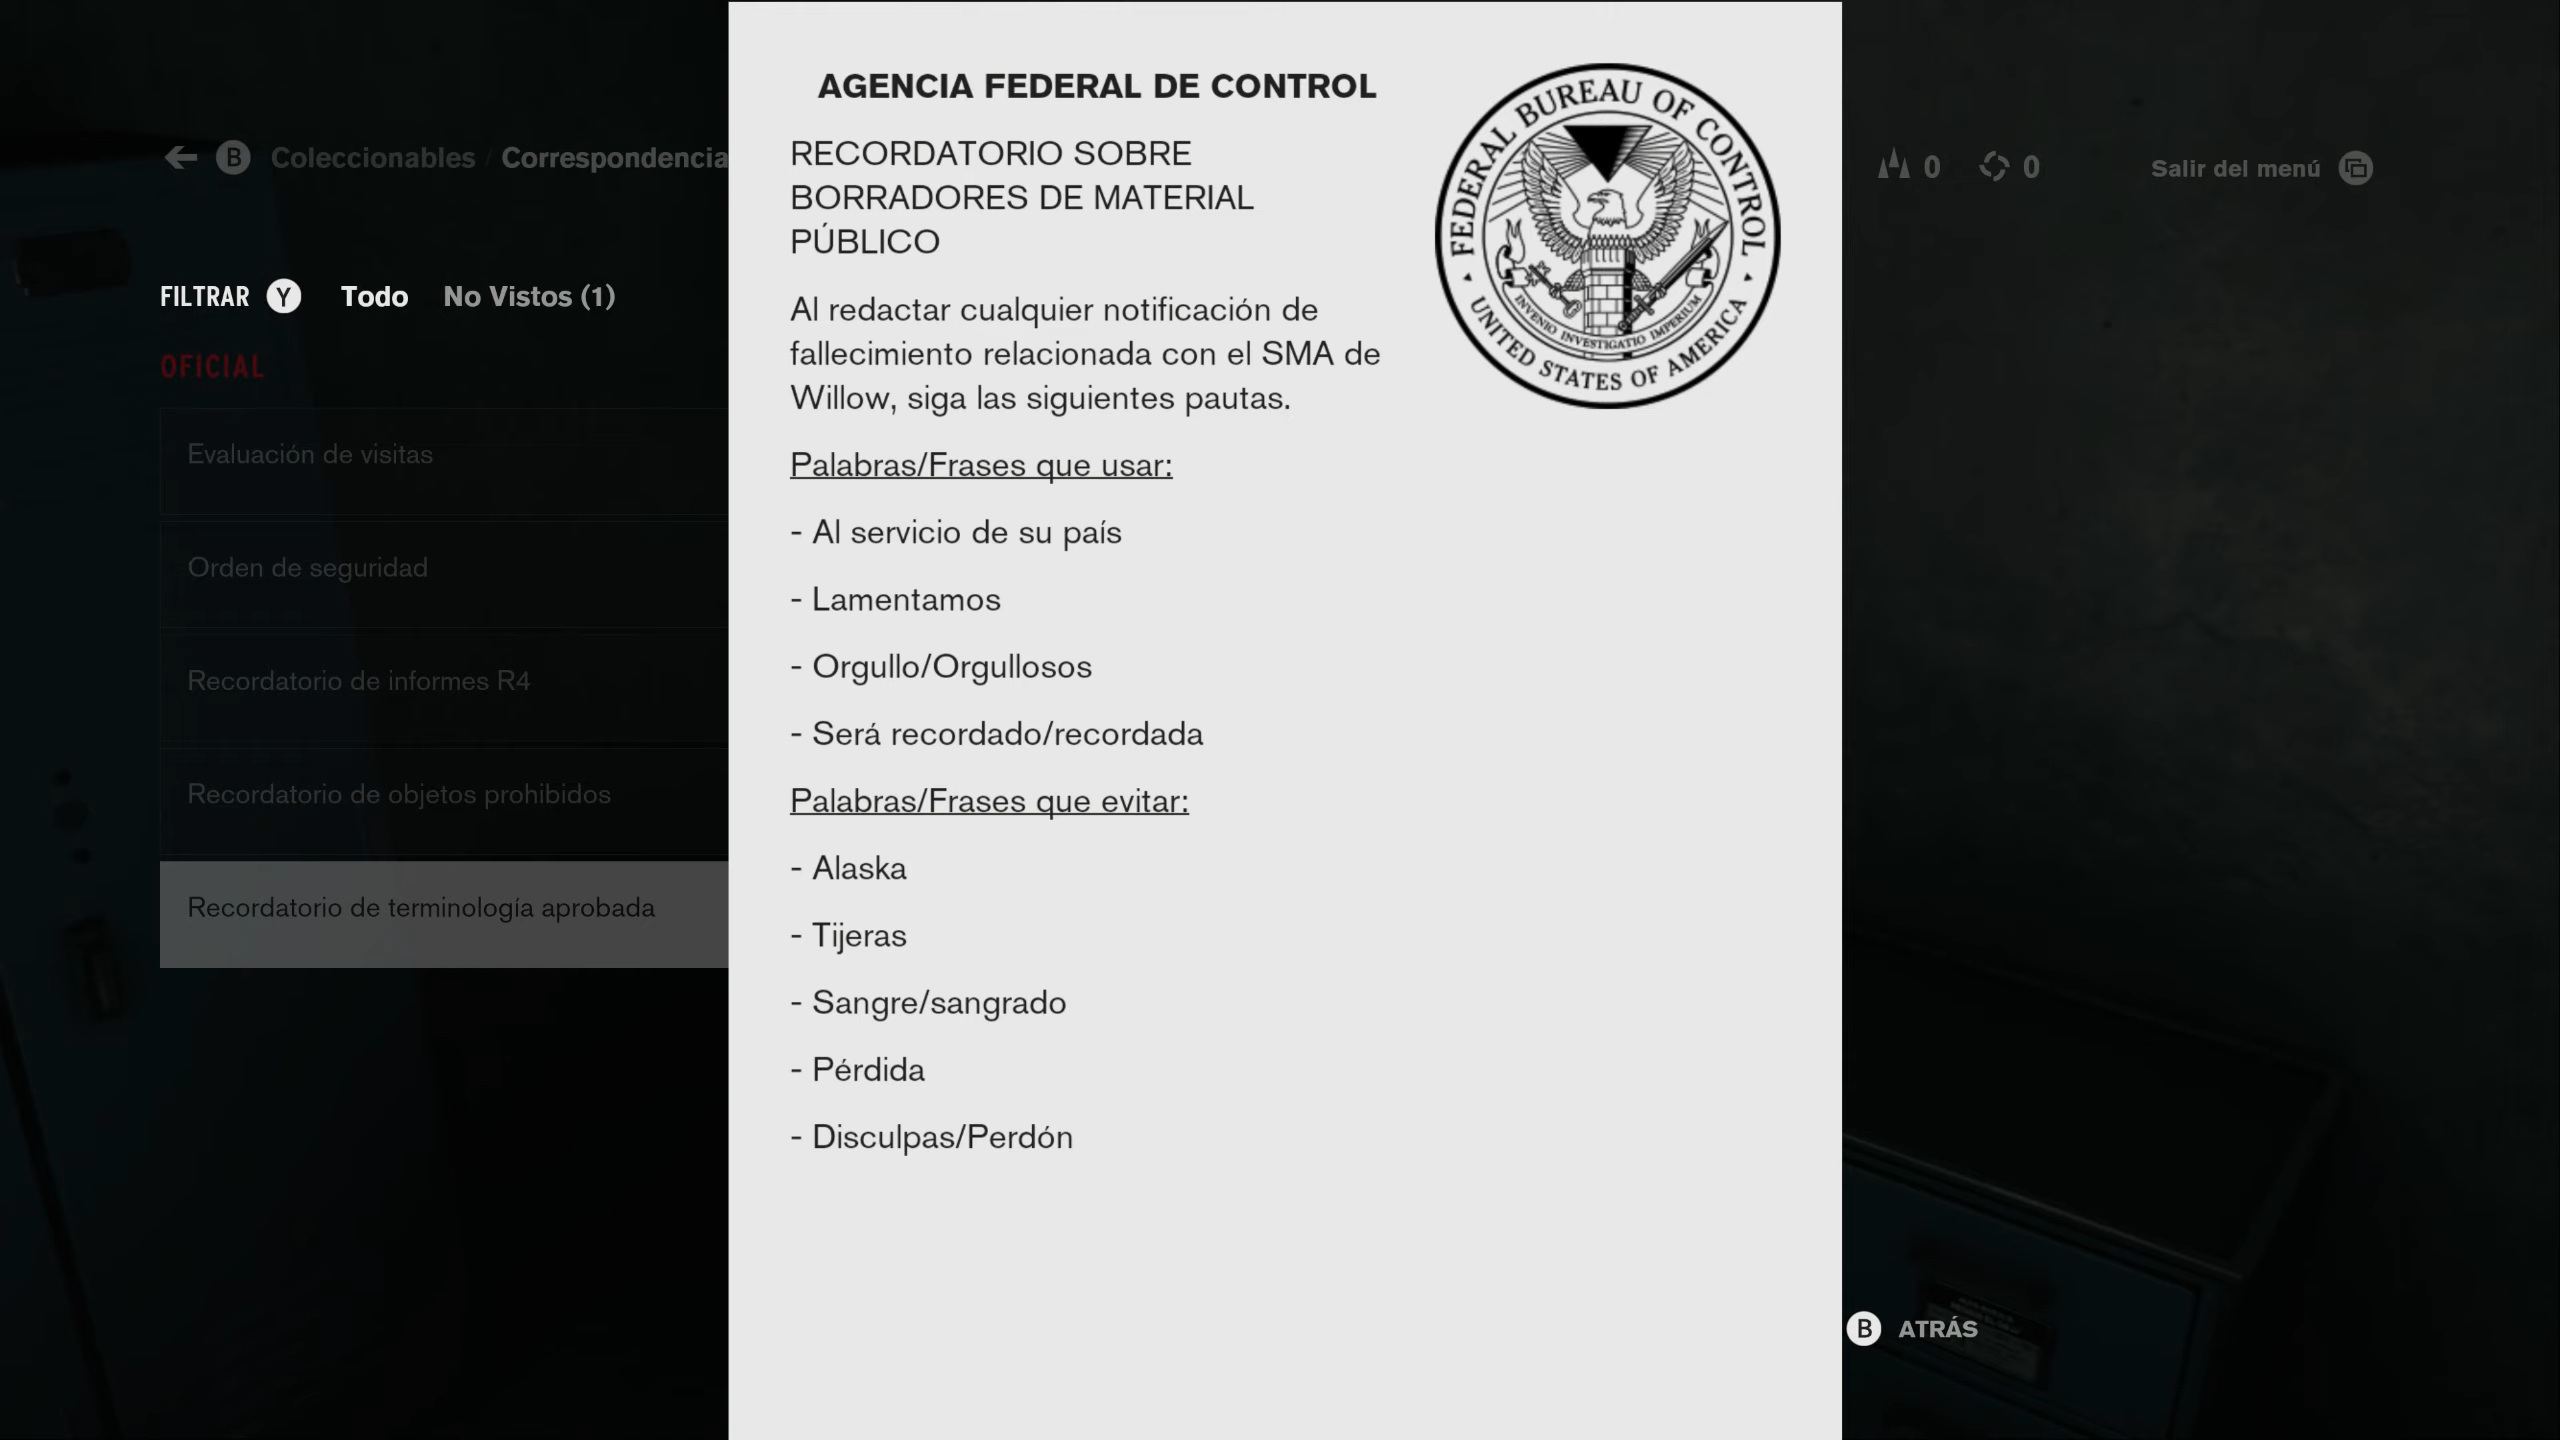 B Coleccionables / Correspondencia
0 0 Salir del menú
FILTRAR Y Todo No Vistos (1)
OFICIAL
Evaluación de visitas
Orden de seguridad
Recordatorio de informes R4
Recordatorio de objetos prohibidos
Recordatorio de terminología aprobada
AGENCIA FEDERAL DE CONTROL
FEDERAL BUREAU OF CONTROL
UNITED STATES OF AMERICA
INVENIO INVESTIGATIO IMPERIUM
RECORDATORIO SOBRE
BORRADORES DE MATERIAL
PÚBLICO
Al redactar cualquier notificación de
fallecimiento relacionada con el SMA de
Willow, siga las siguientes pautas.
Palabras/Frases que usar:
- Al servicio de su país
- Lamentamos
- Orgullo/Orgullosos
- Será recordado/recordada
Palabras/Frases que evitar:
- Alaska
- Tijeras
- Sangre/sangrado
- Pérdida
- Disculpas/Perdón
B ATRÁS